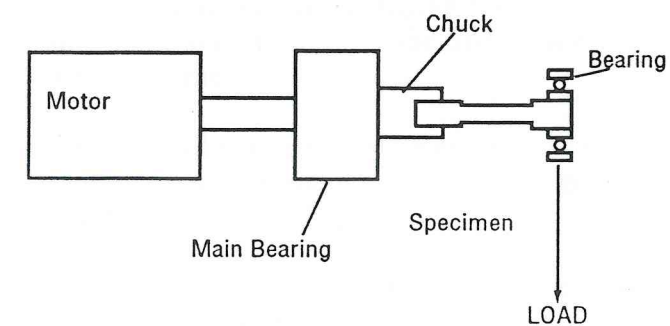 Chuck
Bearing
Motor
Main Bearing
Specimen
LOAD